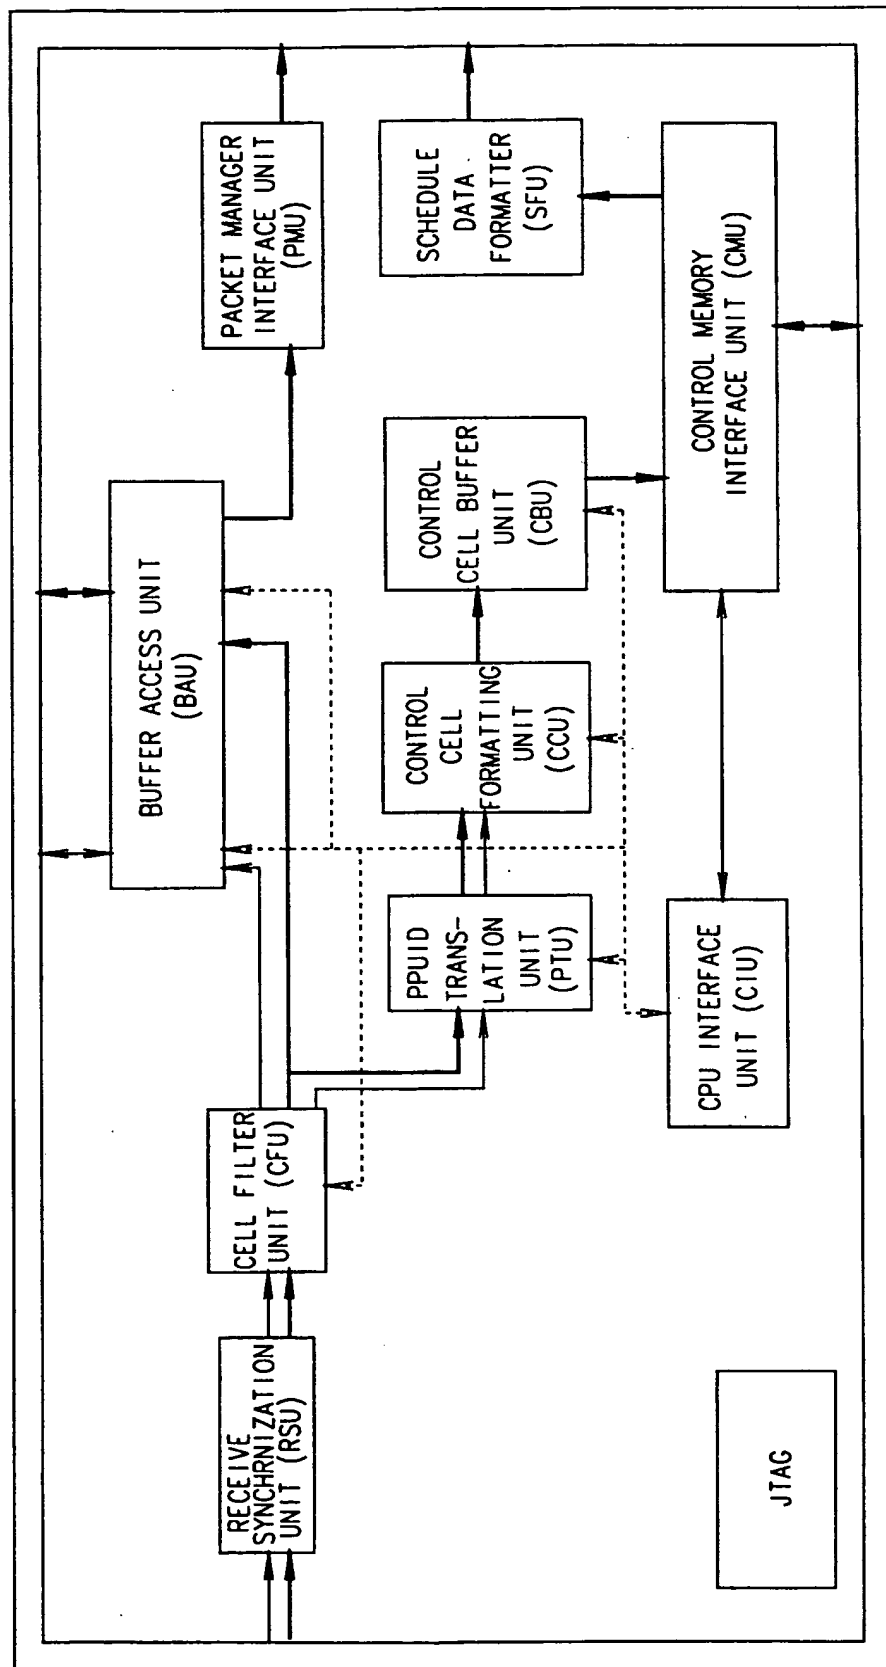 RECEIVE
SYNCHRNIZATION
UNIT (RSU)
CELL FILTER
UNIT (CFU)
BUFFER ACCESS UNIT
(BAU)
PACKET MANAGER
INTERFACE UNIT
(PMU)
PPUID
TRANS-
LATION
UNIT
(PTU)
CONTROL
CELL
FORMATTING
UNIT
(CCU)
CONTROL
CELL BUFFER
UNIT
(CBU)
SCHEDULE
DATA
FORMATTER
(SFU)
JTAG
CPU INTERFACE
UNIT (CIU)
CONTROL MEMORY
INTERFACE UNIT (CMU)